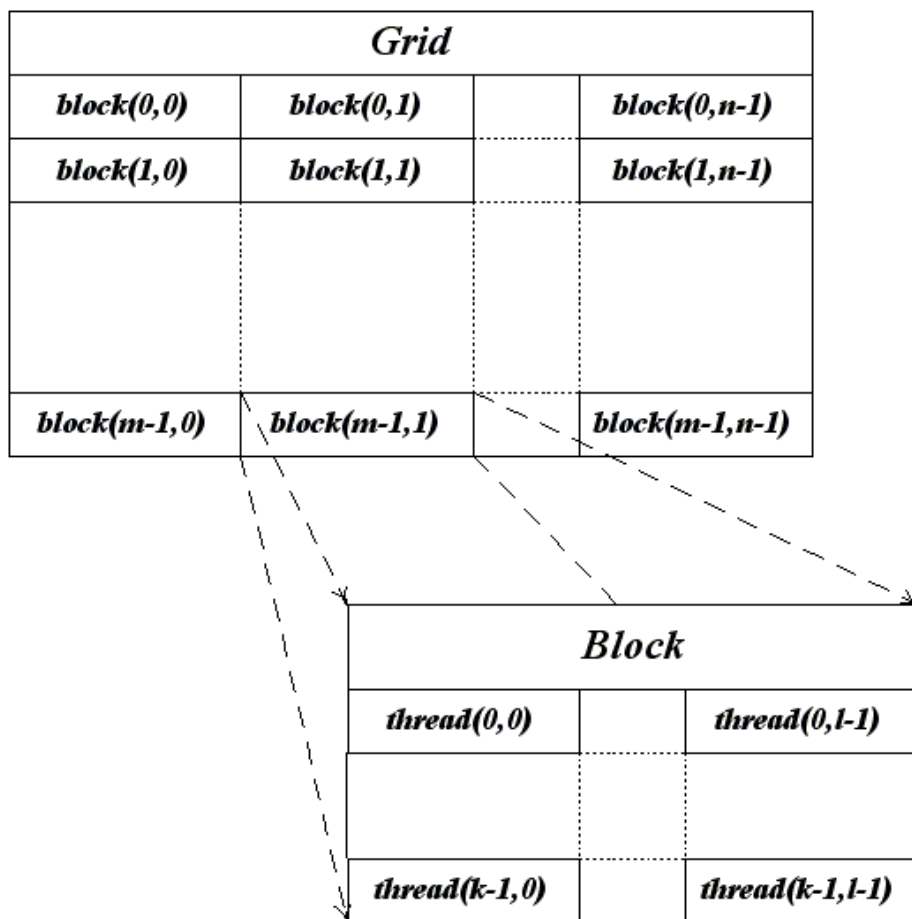 Grid
block(0,0) block(0,1) block(0,n-1)
block(1,0) block(1,1) block(1,n-1)
block(m-1,0) block(m-1,1) block(m-1,n-1)
Block
thread(0,0) thread(0,l-1)
thread(k-1,0) thread(k-1,l-1)